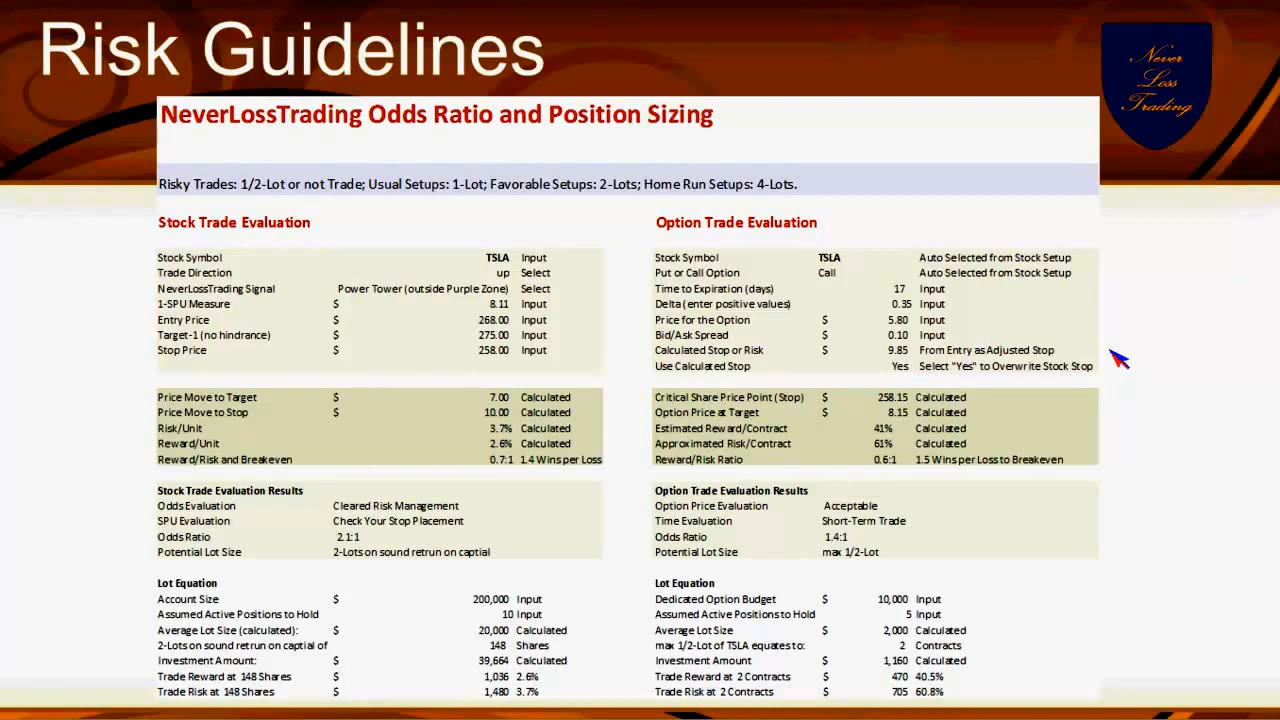 Risk Guidelines
Never
Loss
Trading
NeverLossTrading Odds Ratio and Position Sizing
Risky Trades: 1/2-Lot or not Trade; Usual Setups: 1-Lot; Favorable Setups: 2-Lots; Home Run Setups: 4-Lots.
Stock Trade Evaluation
Stock Symbol TSLA Input
Trade Direction up Select
NeverLossTrading Signal Power Tower (outside Purple Zone) Select
1-SPU Measure $ 8.11 Input
Entry Price $ 268.00 Input
Target-1 (no hindrance) $ 275.00 Input
Stop Price $ 258.00 Input
Price Move to Target $ 7.00 Calculated
Price Move to Stop $ 10.00 Calculated
Risk/Unit 3.7% Calculated
Reward/Unit 2.6% Calculated
Reward/Risk and Breakeven 0.7:1 1.4 Wins per Loss
Stock Trade Evaluation Results
Odds Evaluation Cleared Risk Management
SPU Evaluation Check Your Stop Placement
Odds Ratio 2.1:1
Potential Lot Size 2-Lots on sound retrun on captial
Lot Equation
Account Size $ 200,000 Input
Assumed Active Positions to Hold 10 Input
Average Lot Size (calculated): $ 20,000 Calculated
2-Lots on sound retrun on captial of 148 Shares
Investment Amount: $ 39,664 Calculated
Trade Reward at 148 Shares $ 1,036 2.6%
Trade Risk at 148 Shares $ 1,480 3.7%
Option Trade Evaluation
Stock Symbol TSLA Auto Selected from Stock Setup
Put or Call Option Call Auto Selected from Stock Setup
Time to Expiration (days) 17 Input
Delta (enter positive values) 0.35 Input
Price for the Option $ 5.80 Input
Bid/Ask Spread $ 0.10 Input
Calculated Stop or Risk $ 9.85 From Entry as Adjusted Stop
Use Calculated Stop Yes Select "Yes" to Overwrite Stock Stop
Critical Share Price Point (Stop) $ 258.15 Calculated
Option Price at Target $ 8.15 Calculated
Estimated Reward/Contract 41% Calculated
Approximated Risk/Contract 61% Calculated
Reward/Risk Ratio 0.6:1 1.5 Wins per Loss to Breakeven
Option Trade Evaluation Results
Option Price Evaluation Acceptable
Time Evaluation Short-Term Trade
Odds Ratio 1.4:1
Potential Lot Size max 1/2-Lot
Lot Equation
Dedicated Option Budget $ 10,000 Input
Assumed Active Positions to Hold 5 Input
Average Lot Size $ 2,000 Calculated
max 1/2-Lot of TSLA equates to: 2 Contracts
Investment Amount $ 1,160 Calculated
Trade Reward at 2 Contracts $ 470 40.5%
Trade Risk at 2 Contracts $ 705 60.8%